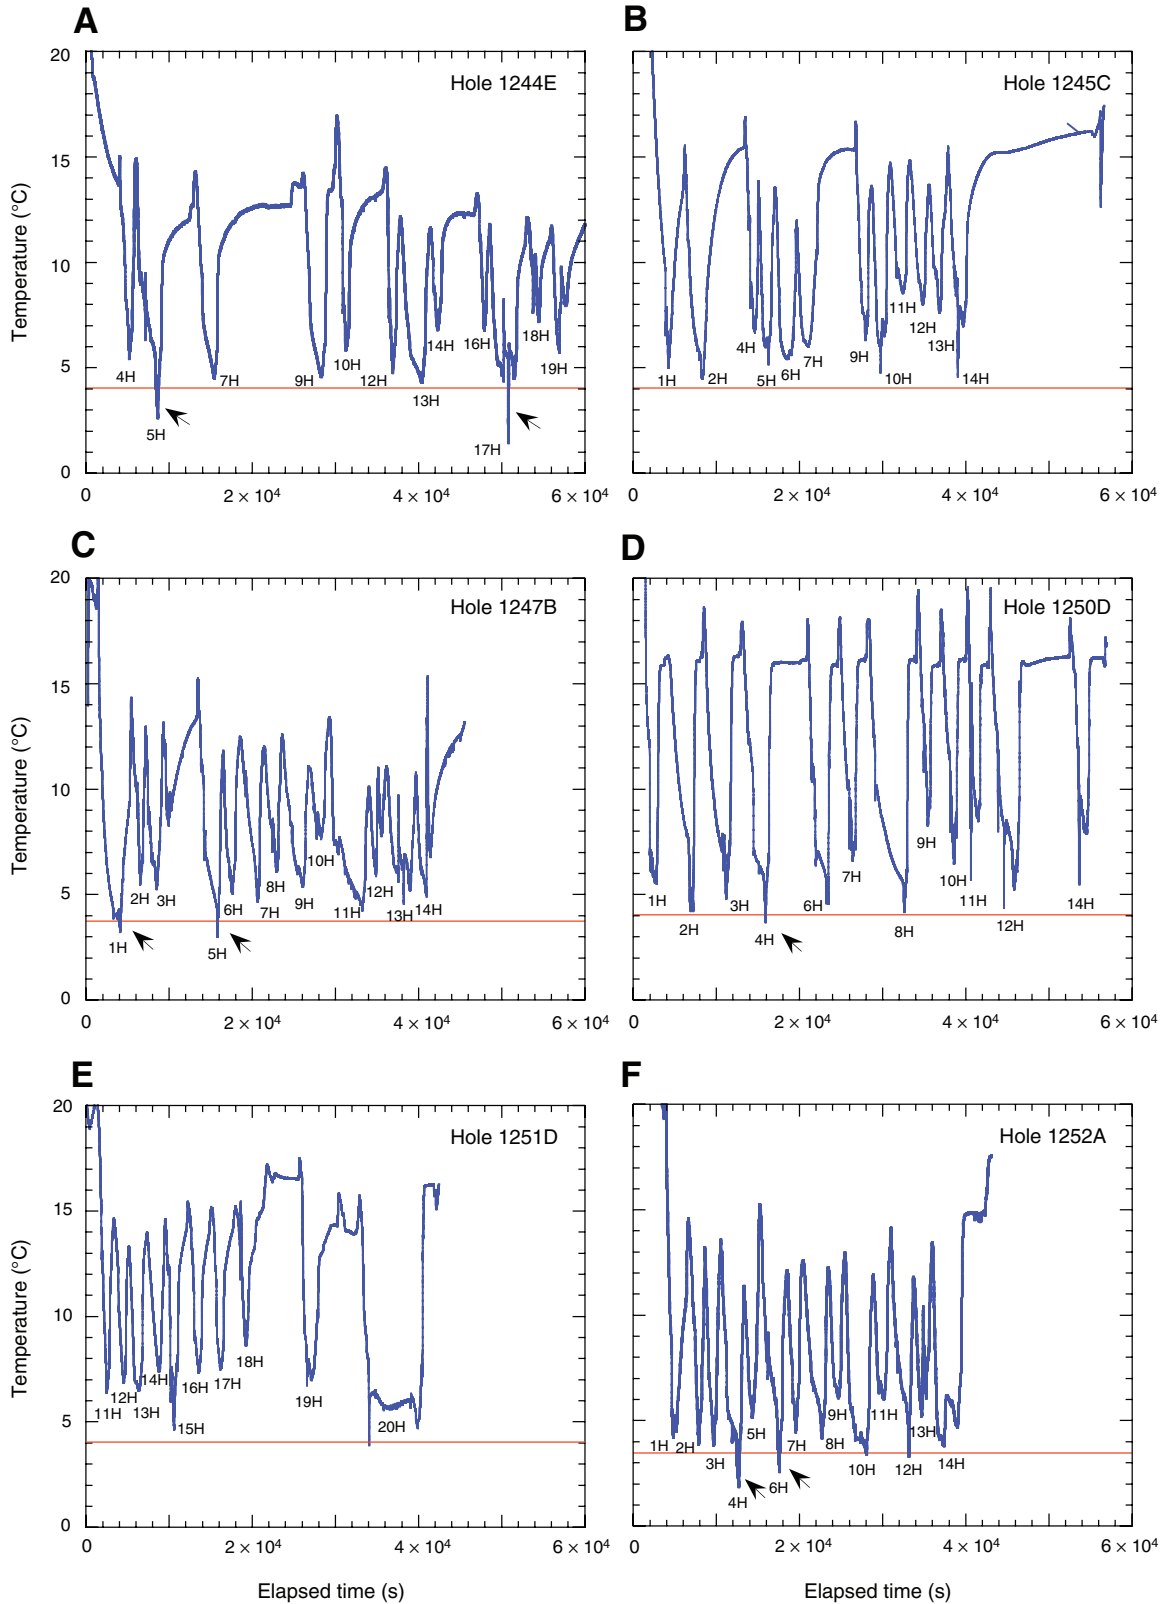 A
B
20
Hole 1244E
Hole 1245C
15
Temperature (°C)
10
5
0
4H
5H
7H
9H
10H
12H
13H
14H
16H
17H
18H
19H
1H
2H
4H
5H
6H
7H
9H
10H
11H
12H
13H
14H
0
2 × 10⁴
4 × 10⁴
6 × 10⁴
0
2 × 10⁴
4 × 10⁴
6 × 10⁴
C
D
20
Hole 1247B
Hole 1250D
15
Temperature (°C)
10
5
0
1H
2H
3H
5H
6H
7H
8H
9H
10H
11H
12H
13H
14H
1H
2H
3H
4H
6H
7H
8H
9H
10H
11H
12H
14H
0
2 × 10⁴
4 × 10⁴
6 × 10⁴
0
2 × 10⁴
4 × 10⁴
6 × 10⁴
E
F
20
Hole 1251D
Hole 1252A
15
Temperature (°C)
10
5
0
11H
12H
13H
14H
15H
16H
17H
18H
19H
20H
1H
2H
3H
4H
5H
6H
7H
8H
9H
10H
11H
12H
13H
14H
0
2 × 10⁴
4 × 10⁴
6 × 10⁴
0
2 × 10⁴
4 × 10⁴
6 × 10⁴
Elapsed time (s)
Elapsed time (s)